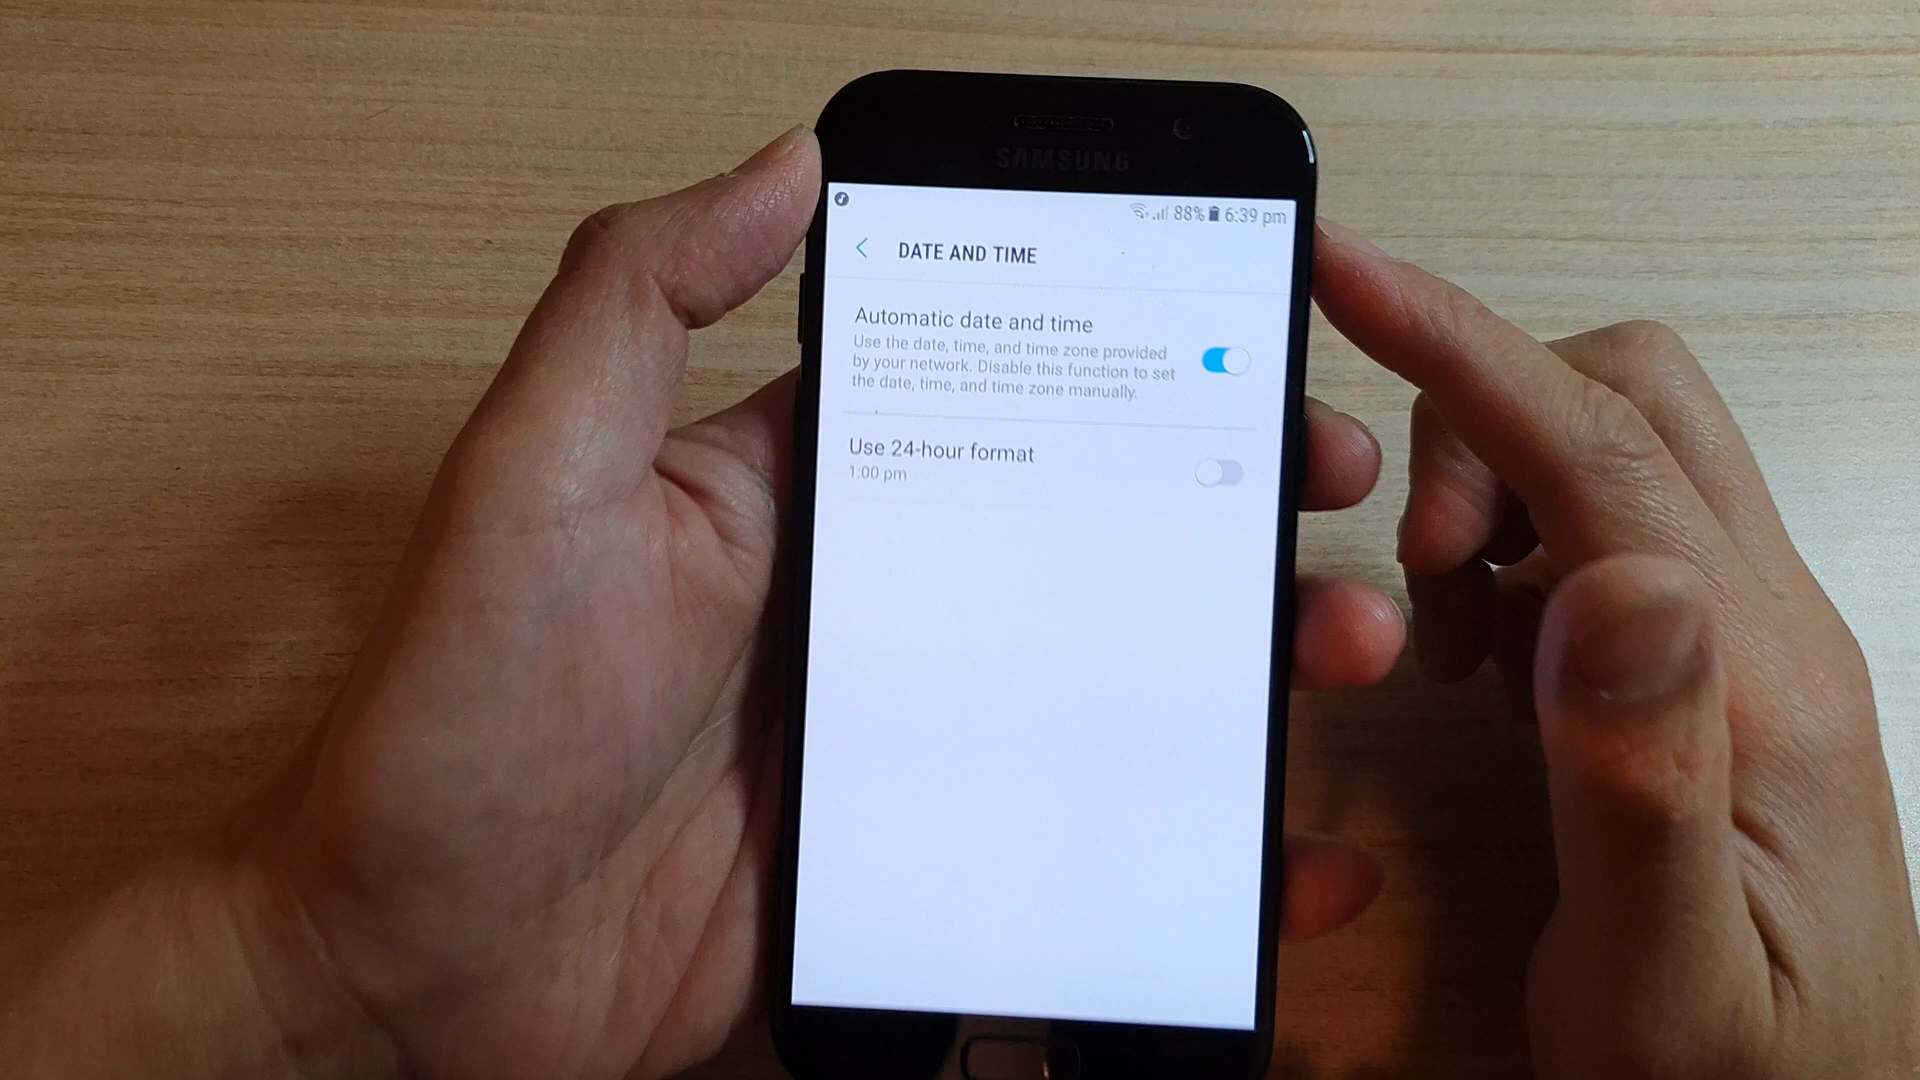 SAMSUNG
88% 6:39 pm
DATE AND TIME
Automatic date and time
Use the date, time, and time zone provided
by your network. Disable this function to set
the date, time, and time zone manually.
Use 24-hour format
1:00 pm